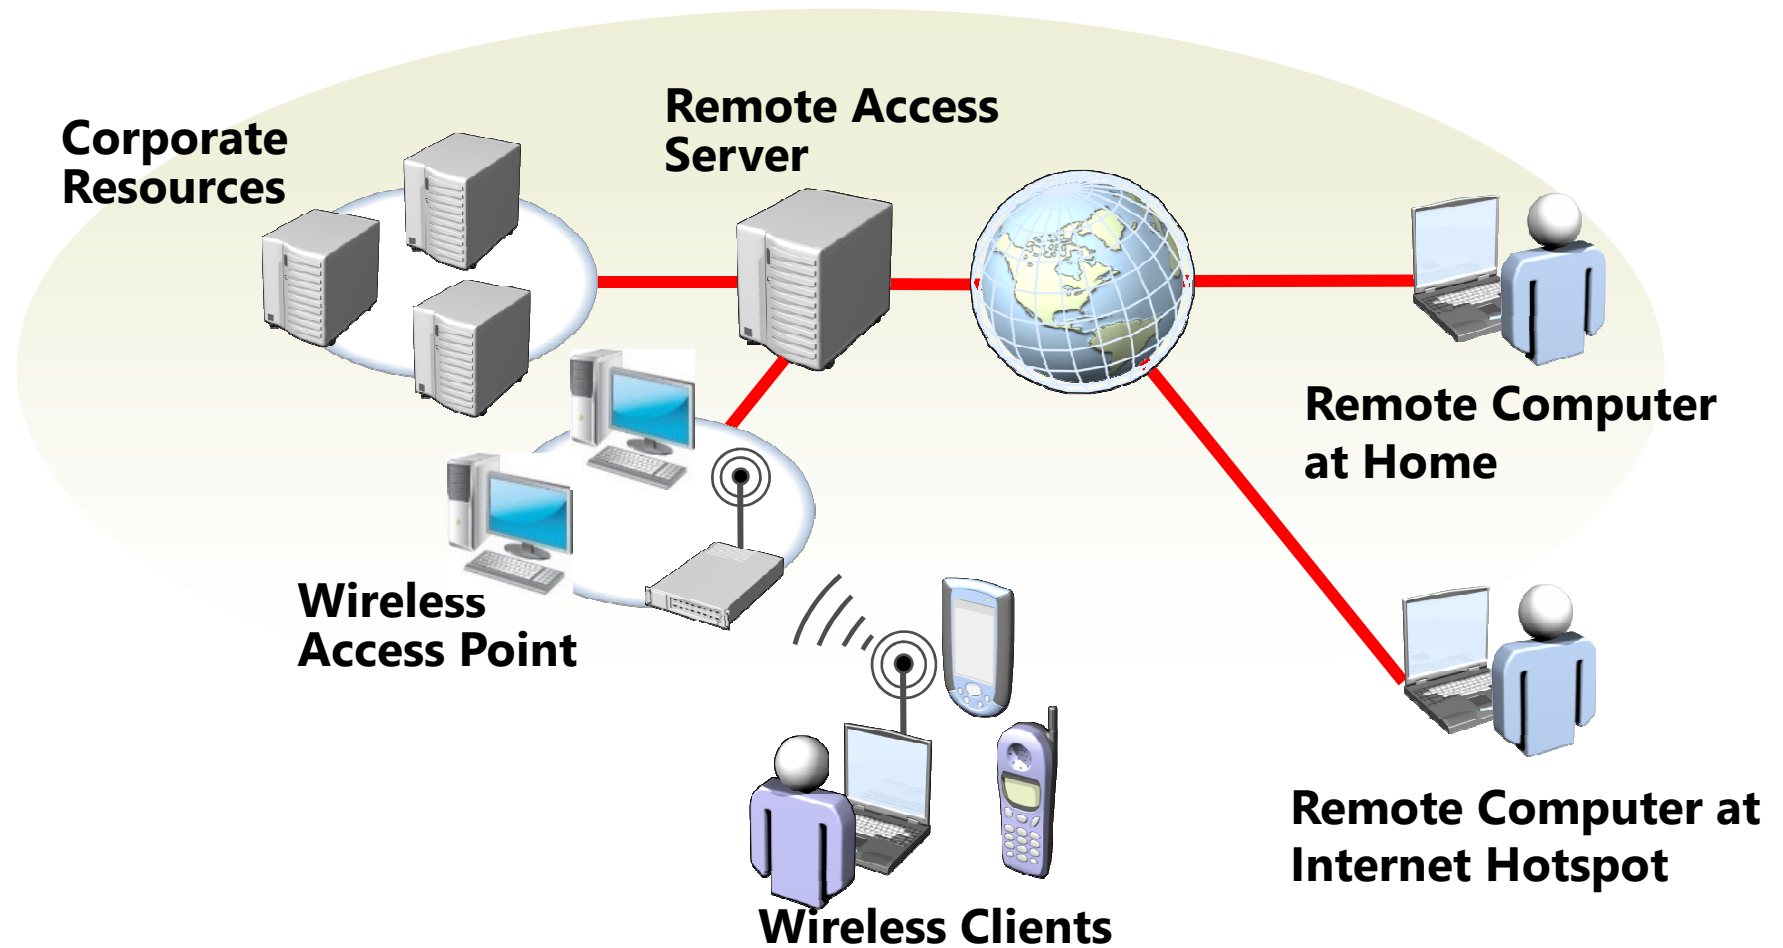 Corporate
Resources
Remote Access
Server
Remote Computer
at Home
Wireless
Access Point
Remote Computer at
Internet Hotspot
Wireless Clients